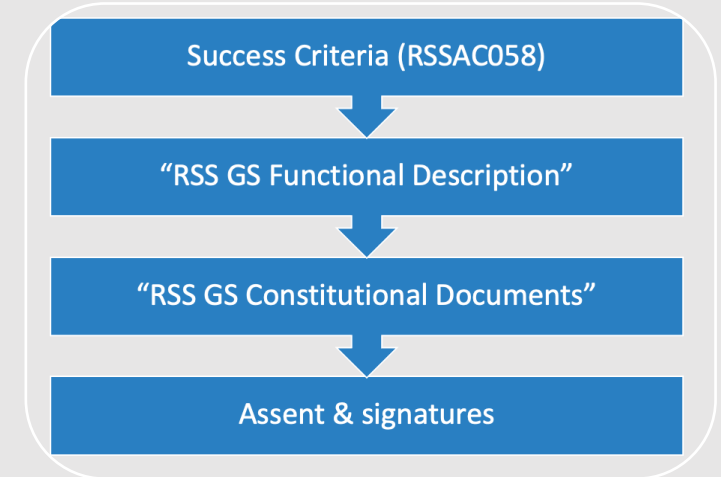 Success Criteria (RSSAC058)
“RSS GS Functional Description”
“RSS GS Constitutional Documents”
Assent & signatures